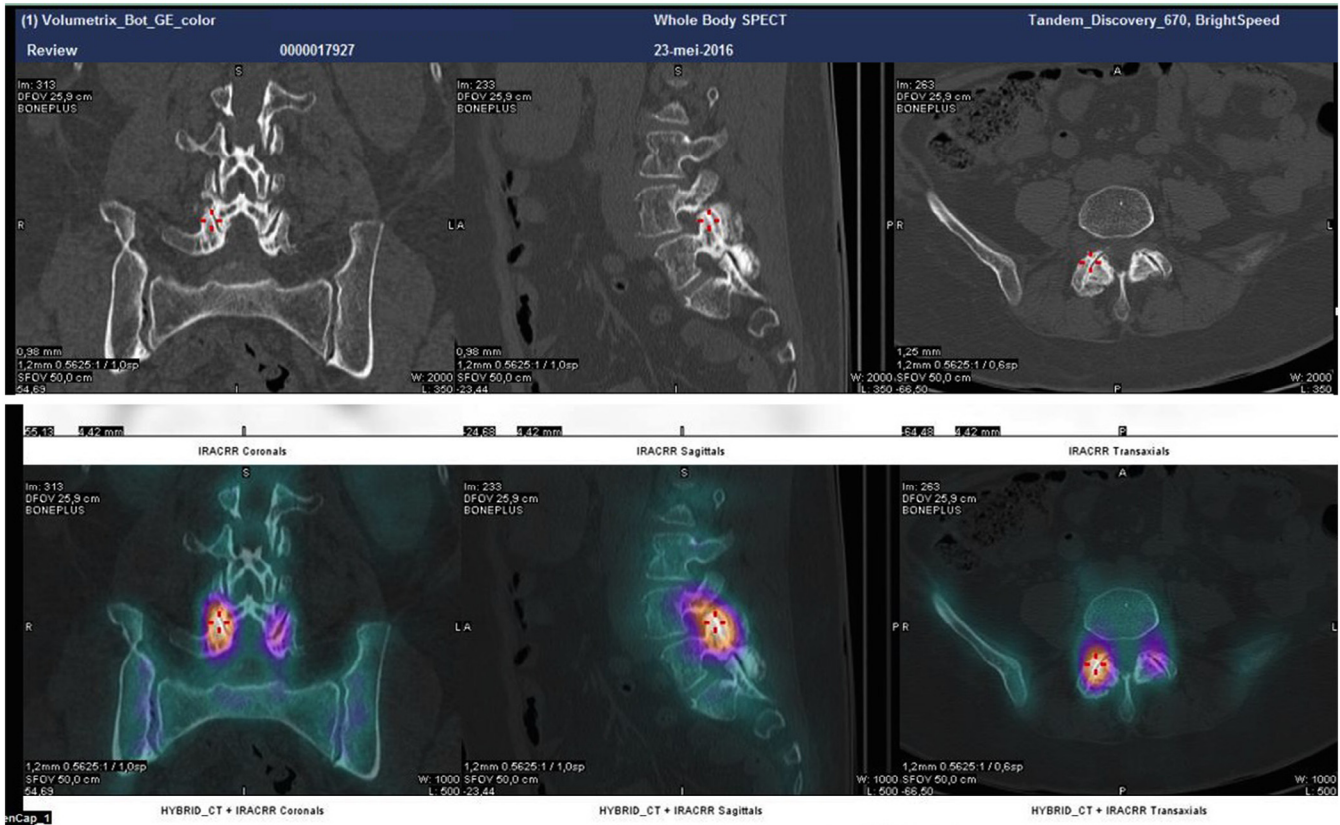 (1) Volumetrix_Bot_GE_color Whole Body SPECT Tandem_Discovery_670, BrightSpeed
Review 0000017927 23-mei-2016
S S A
Im: 313 Im: 233 Im: 263
DFOV 25,9 cm DFOV 25,9 cm DFOV 25,9 cm
BONEPLUS BONEPLUS BONEPLUS
R L A P R L
0,98 mm 0,98 mm 1,25 mm
1,2mm 0.5625:1 / 1,0sp 1,2mm 0.5625:1 / 1,0sp 1,2mm 0.5625:1 / 0,6sp
SFOV 50,0 cm W: 2000 SFOV 50,0 cm W: 2000 SFOV 50,0 cm W: 2000
54,69 I L: 350 -23,44 I L: 350 -66,50 P L: 350
55,13 4,42 mm I -24,68 4,42 mm I -64,48 4,42 mm P
IRACRR Coronals IRACRR Sagittals IRACRR Transaxials
S S A
Im: 313 Im: 233 Im: 263
DFOV 25,9 cm DFOV 25,9 cm DFOV 25,9 cm
BONEPLUS BONEPLUS BONEPLUS
R L A P R L
1,2mm 0.5625:1 / 1,0sp 1,2mm 0.5625:1 / 1,0sp 1,2mm 0.5625:1 / 0,6sp
SFOV 50,0 cm W: 1000 SFOV 50,0 cm W: 1000 SFOV 50,0 cm W: 1000
54,69 I L: 500 -23,44 I L: 500 -66,50 P L: 500
HYBRID_CT + IRACRR Coronals HYBRID_CT + IRACRR Sagittals HYBRID_CT + IRACRR Transaxials
enCap_1